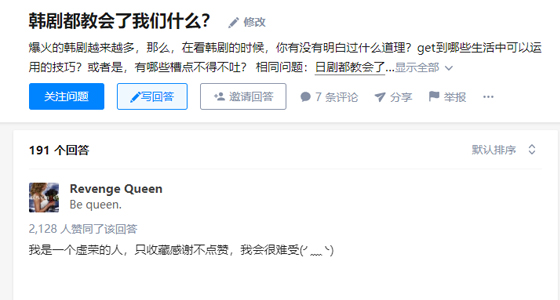 韩剧都教会了我们什么？ 修改
爆火的韩剧越来越多，那么，在看韩剧的时候，你有没有明白过什么道理？get到哪些生活中可以运
用的技巧？或者是，有哪些槽点不得不吐？ 相同问题：日剧都教会了...显示全部
关注问题 写回答 邀请回答 7 条评论 分享 举报 ···
191 个回答 默认排序
Revenge Queen
Be queen.
2,128 人赞同了该回答
我是一个虚荣的人，只收藏感谢不点赞，我会很难受(╯﹏╰)